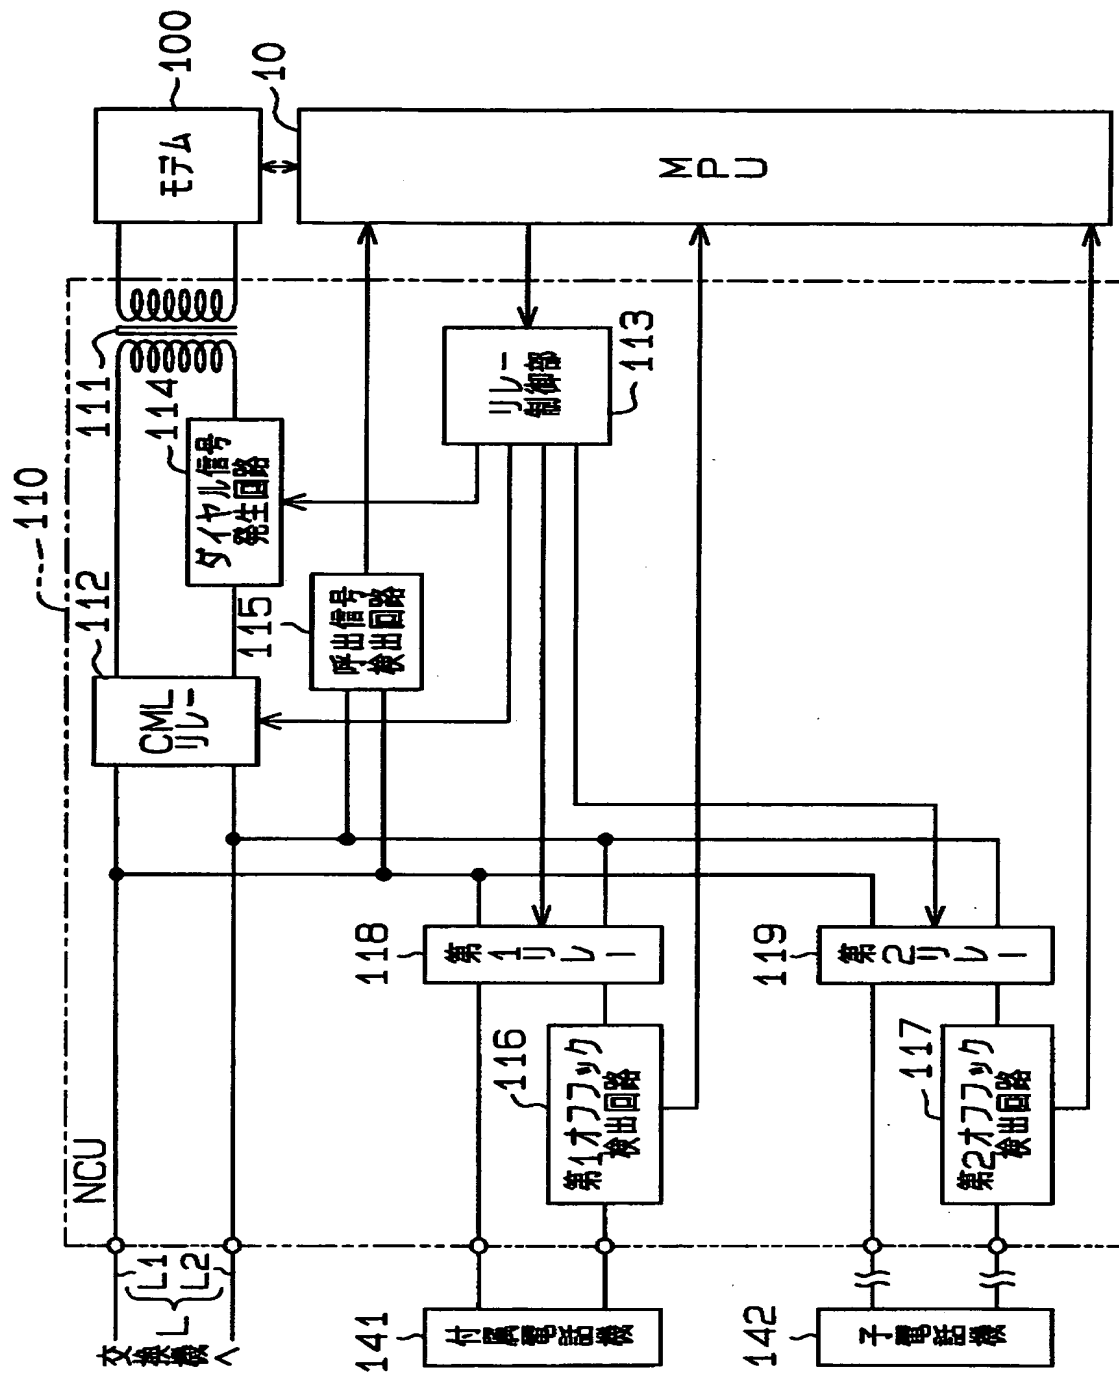 110
NCU
交換機へ
L
L1
L2
112
CML
リレー
111
114
ダイヤル信号
発生回路
モデム
100
10
MPU
115
呼出信号
検出回路
リレー
制御部
113
141
付属電話機
118
第1リレー
116
第1オフフック
検出回路
142
子電話機
119
第2リレー
117
第2オフフック
検出回路